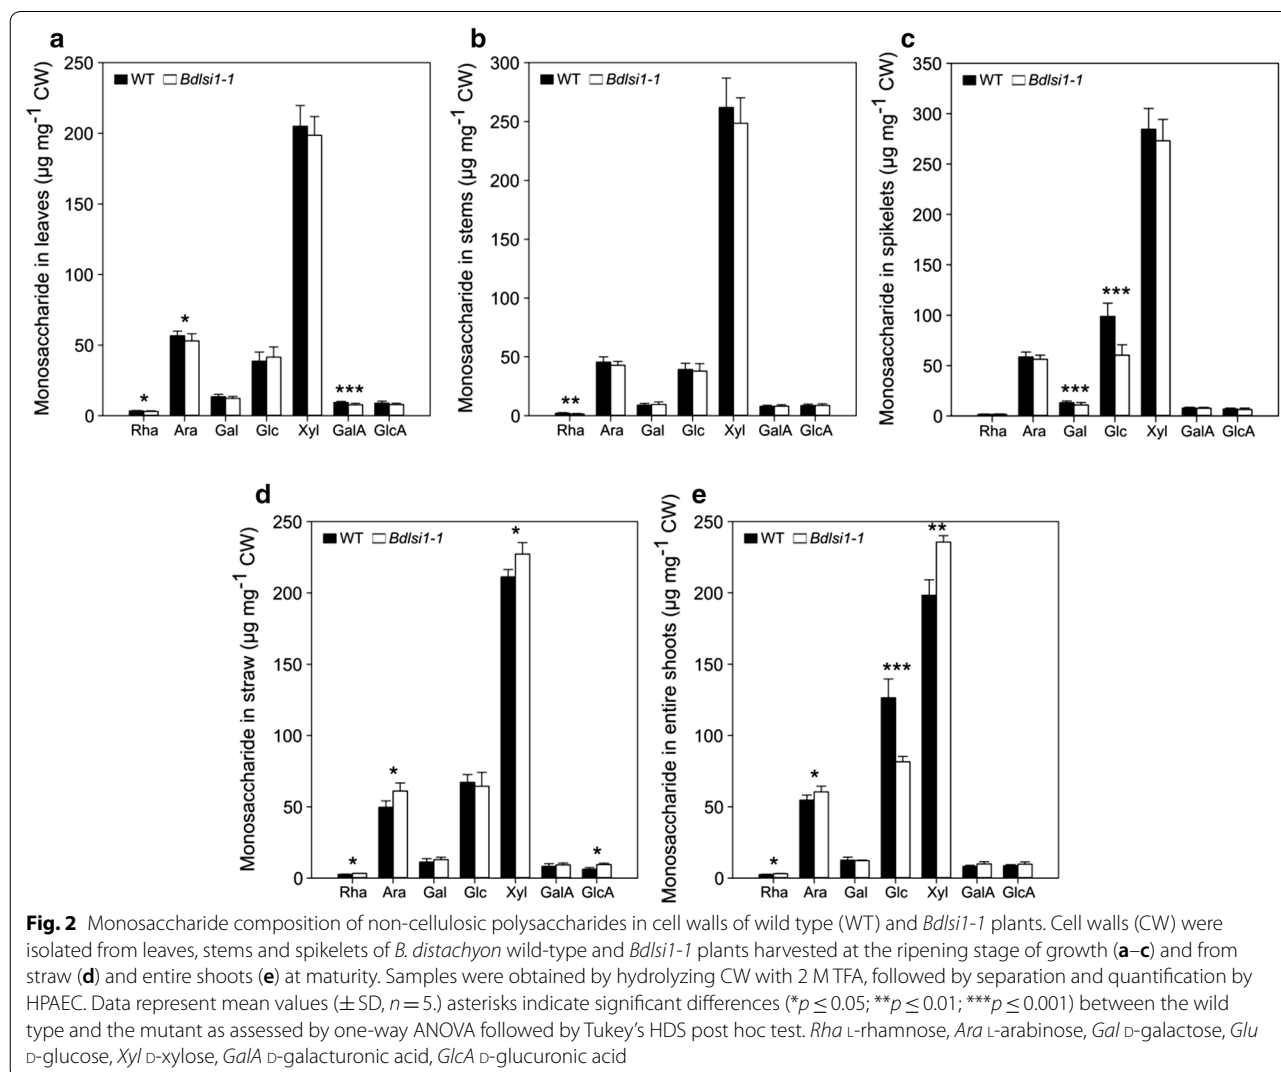 a
Monosaccharide in leaves (µg mg⁻¹ CW)
250
200
150
100
50
0
WT Bdlsi1-1
* * ***
Rha Ara Gal Glc Xyl GalA GlcA
b
Monosaccharide in stems (µg mg⁻¹ CW)
300
250
200
150
100
50
0
WT Bdlsi1-1
**
Rha Ara Gal Glc Xyl GalA GlcA
c
Monosaccharide in spikelets (µg mg⁻¹ CW)
350
300
250
200
150
100
50
0
WT Bdlsi1-1
*** ***
Rha Ara Gal Glc Xyl GalA GlcA
d
Monosaccharide in straw (µg mg⁻¹ CW)
250
200
150
100
50
0
WT Bdlsi1-1
* * * *
Rha Ara Gal Glc Xyl GalA GlcA
e
Monosaccharide in entire shoots (µg mg⁻¹ CW)
250
200
150
100
50
0
WT Bdlsi1-1
* * *** **
Rha Ara Gal Glc Xyl GalA GlcA
Fig. 2 Monosaccharide composition of non-cellulosic polysaccharides in cell walls of wild type (WT) and Bdlsi1-1 plants. Cell walls (CW) were
isolated from leaves, stems and spikelets of B. distachyon wild-type and Bdlsi1-1 plants harvested at the ripening stage of growth (a–c) and from
straw (d) and entire shoots (e) at maturity. Samples were obtained by hydrolyzing CW with 2 M TFA, followed by separation and quantification by
HPAEC. Data represent mean values (± SD, n = 5.) asterisks indicate significant differences (*p ≤ 0.05; **p ≤ 0.01; ***p ≤ 0.001) between the wild
type and the mutant as assessed by one-way ANOVA followed by Tukey's HDS post hoc test. Rha L-rhamnose, Ara L-arabinose, Gal D-galactose, Glu
D-glucose, Xyl D-xylose, GalA D-galacturonic acid, GlcA D-glucuronic acid